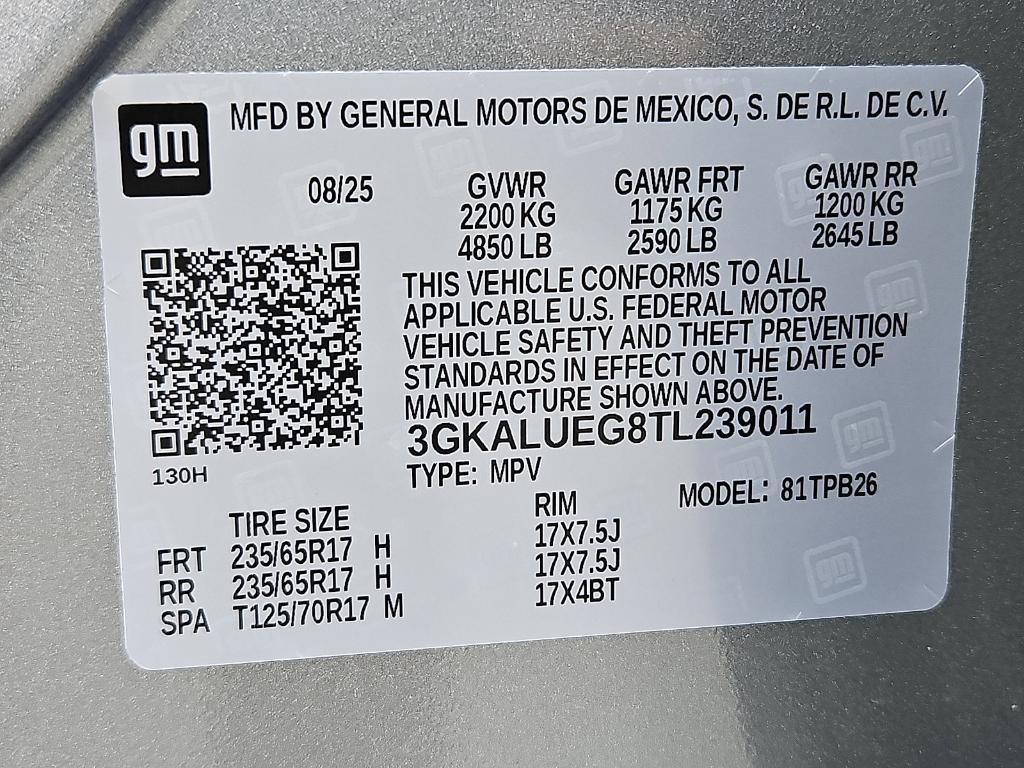 gm
MFD BY GENERAL MOTORS DE MEXICO, S. DE R.L. DE C.V.
08/25 GVWR GAWR FRT GAWR RR
2200 KG 1175 KG 1200 KG
4850 LB 2590 LB 2645 LB
THIS VEHICLE CONFORMS TO ALL
APPLICABLE U.S. FEDERAL MOTOR
VEHICLE SAFETY AND THEFT PREVENTION
STANDARDS IN EFFECT ON THE DATE OF
MANUFACTURE SHOWN ABOVE.
3GKALUEG8TL239011
130H
TYPE: MPV
MODEL: 81TPB26
TIRE SIZE RIM
FRT 235/65R17 H 17X7.5J
RR 235/65R17 H 17X7.5J
SPA T125/70R17 M 17X4BT